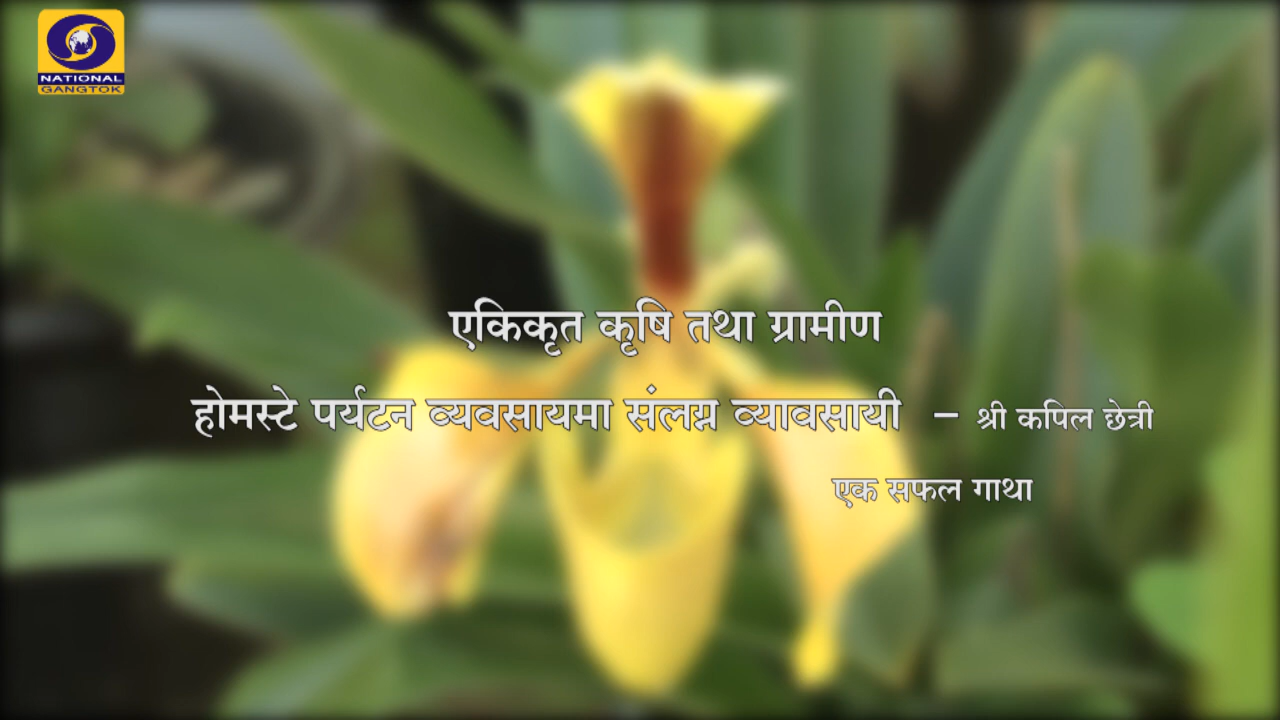 NATIONAL
GANGTOK
एकिकृत कृषि तथा ग्रामीण
होमस्टे पर्यटन व्यवसायमा संलग्न व्यावसायी – श्री कपिल छेत्री
एक सफल गाथा